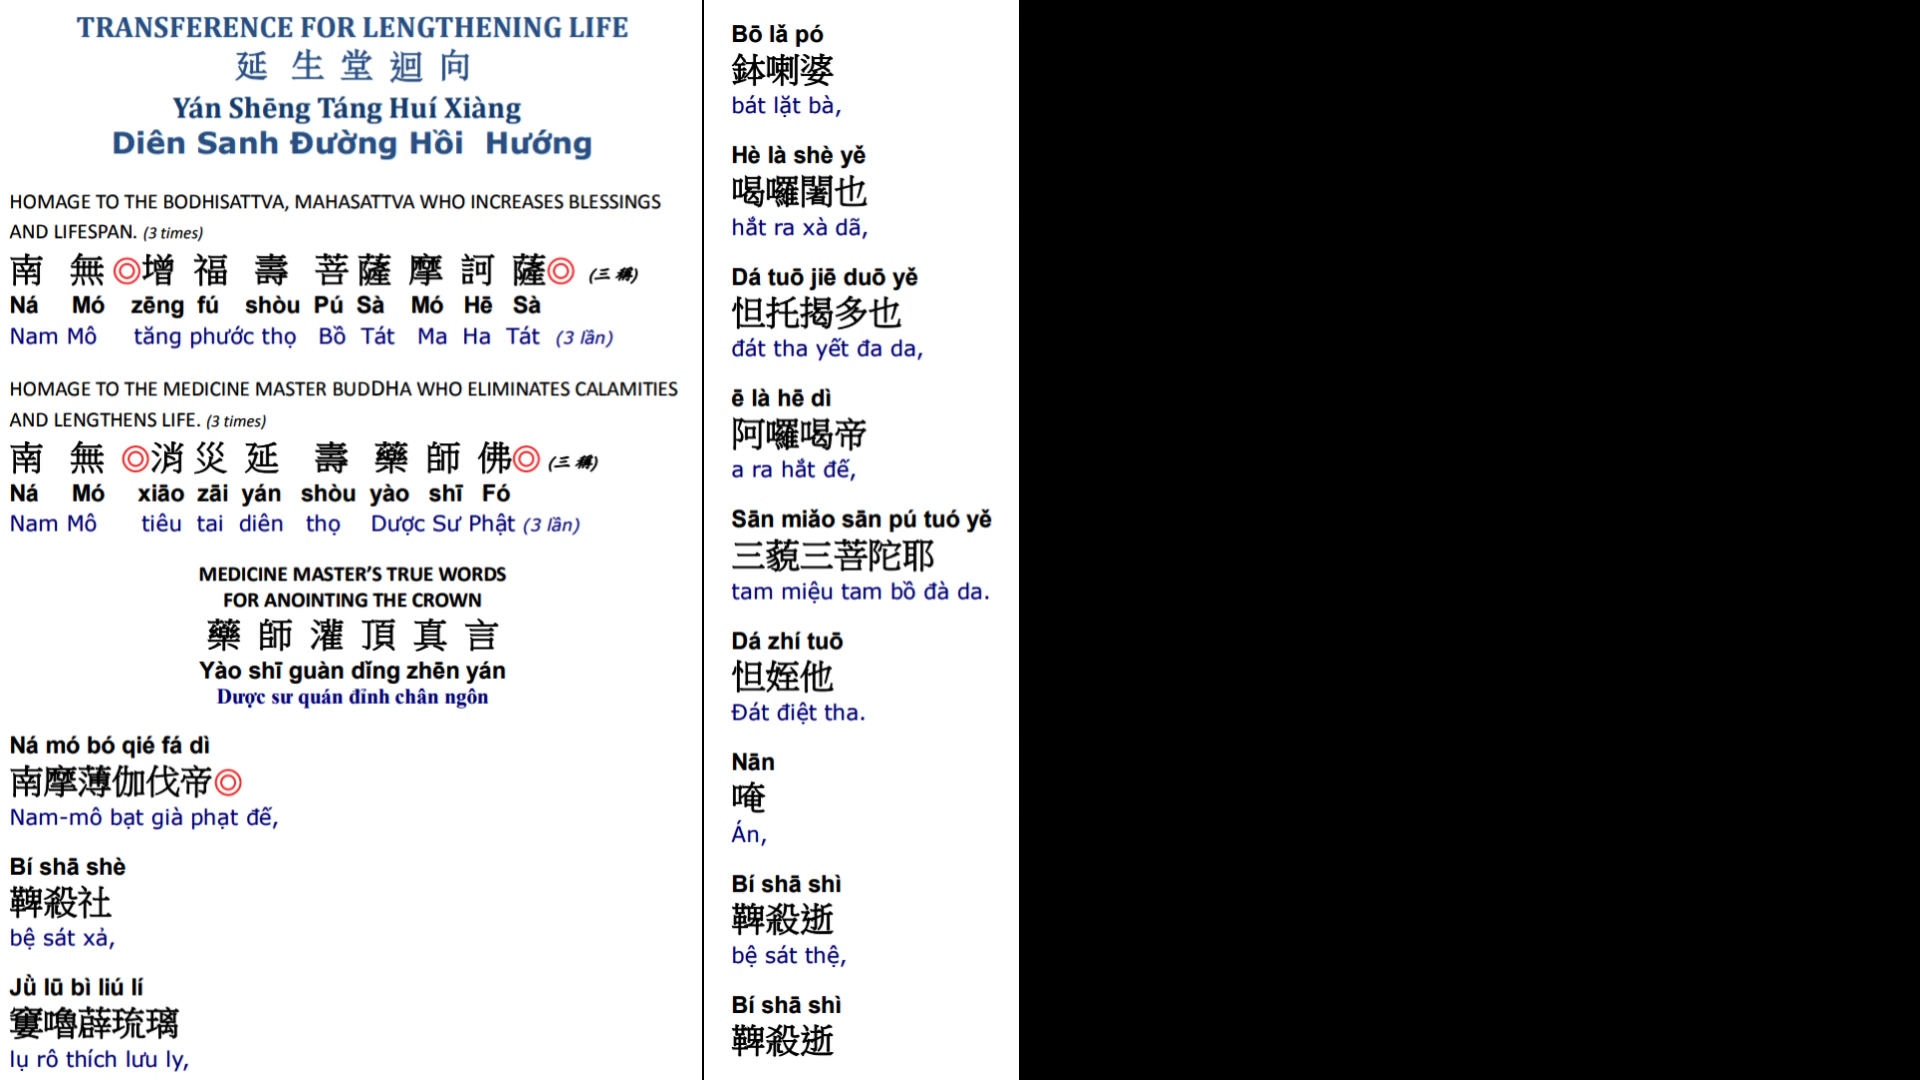 TRANSFERENCE FOR LENGTHENING LIFE
延 生 堂 迴 向
Yán Shēng Táng Huí Xiàng
Diên Sanh Đường Hồi Hướng
HOMAGE TO THE BODHISATTVA, MAHASATTVA WHO INCREASES BLESSINGS
AND LIFESPAN. (3 times)
南 無 ◎增 福 壽 菩 薩 摩 訶 薩◎ (三 稱)
Ná Mó zēng fú shòu Pú Sà Mó Hē Sà
Nam Mô tăng phước thọ Bồ Tát Ma Ha Tát (3 lần)
HOMAGE TO THE MEDICINE MASTER BUDDHA WHO ELIMINATES CALAMITIES
AND LENGTHENS LIFE. (3 times)
南 無 ◎消 災 延 壽 藥 師 佛◎ (三 稱)
Ná Mó xiāo zāi yán shòu yào shī Fó
Nam Mô tiêu tai diên thọ Dược Sư Phật (3 lần)
MEDICINE MASTER’S TRUE WORDS
FOR ANOINTING THE CROWN
藥 師 灌 頂 真 言
Yào shī guàn dǐng zhēn yán
Dược sư quán đỉnh chân ngôn
Ná mó bó qié fá dì
南摩薄伽伐帝◎
Nam-mô bạt già phạt đế,
Bí shā shè
鞞殺社
bệ sát xả,
Jǜ lū bì liú lí
窶嚕薜琉璃
lụ rô thích lưu ly,
Bō lǎ pó
鉢喇婆
bát lặt bà,
Hè là shè yě
喝囉闍也
hắt ra xà dã,
Dá tuō jiē duō yě
怛托揭多也
đát tha yết đa da,
ē là hē dì
阿囉喝帝
a ra hắt đế,
Sān miǎo sān pú tuó yě
三藐三菩陀耶
tam miệu tam bồ đà da.
Dá zhí tuō
怛姪他
Đát điệt tha.
Nān
唵
Án,
Bí shā shì
鞞殺逝
bệ sát thệ,
Bí shā shì
鞞殺逝